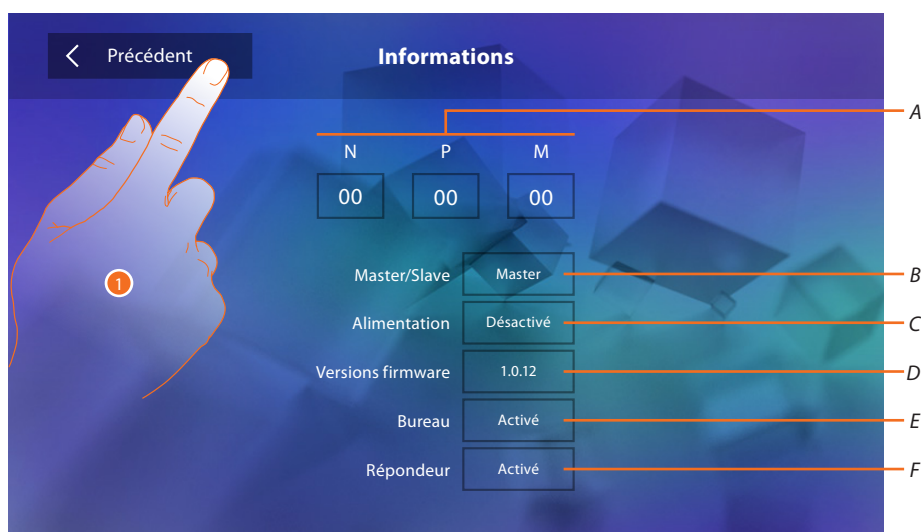 Précédent
Informations
A
N P M
00 00 00
Master/Slave Master B
Alimentation Désactivé C
Versions firmware 1.0.12 D
Bureau Activé E
Répondeur Activé F
1